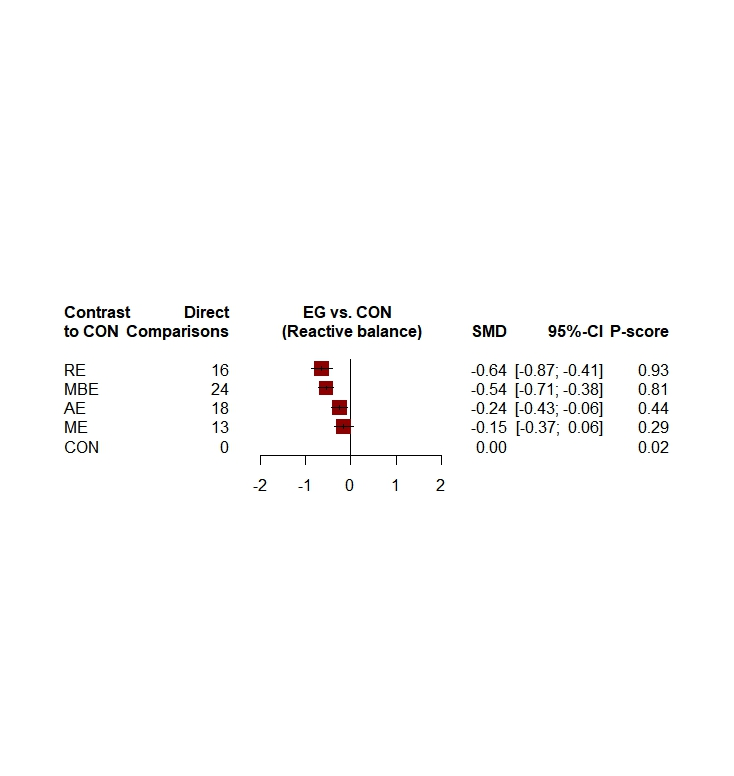 Contrast Direct EG vs. CON
to CON Comparisons (Reactive balance) SMD 95%-CI P-score
RE 16 -0.64 [-0.87; -0.41] 0.93
MBE 24 -0.54 [-0.71; -0.38] 0.81
AE 18 -0.24 [-0.43; -0.06] 0.44
ME 13 -0.15 [-0.37; 0.06] 0.29
CON 0 0.00 0.02
-2 -1 0 1 2